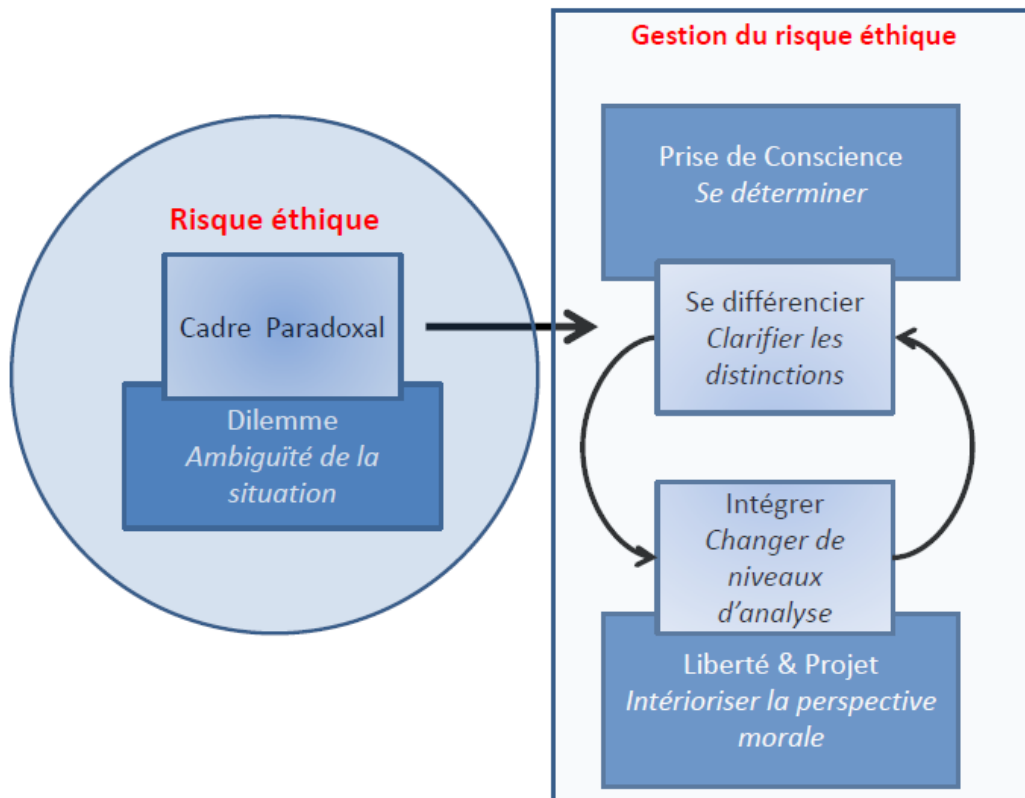 Gestion du risque éthique
Prise de Conscience
Se déterminer
Risque éthique
Cadre Paradoxal
Se différencier
Clarifier les
distinctions
Dilemme
Ambiguïté de la
situation
Intégrer
Changer de
niveaux
d'analyse
Liberté & Projet
Intérioriser la perspective
morale